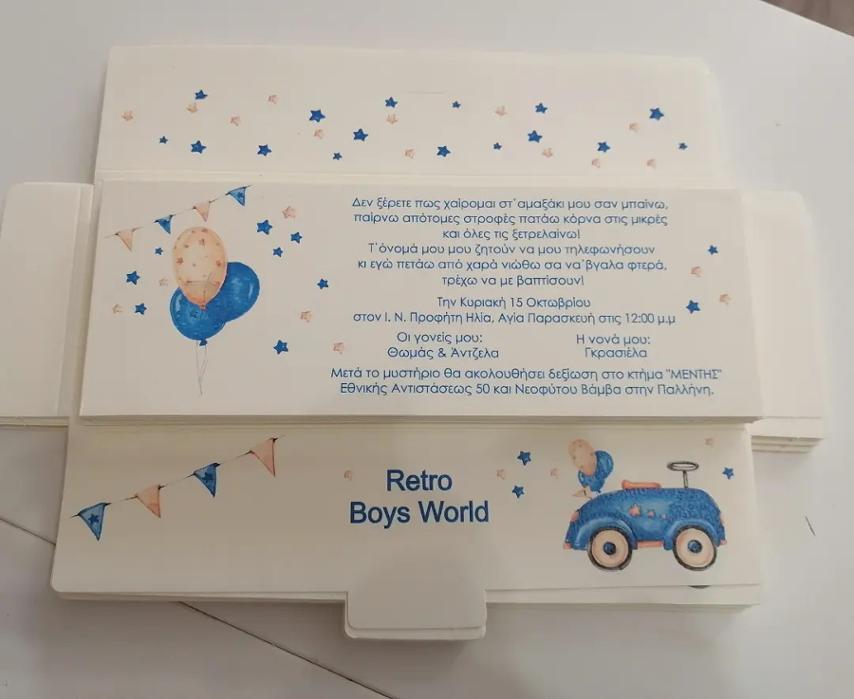 Δεν ξέρετε πως χαίρομαι στ΄αμαξάκι μου σαν μπαίνω,
παίρνω απότομες στροφές πατάω κόρνα στις μικρές
και όλες τις ξετρελαίνω!
Τ΄όνομά μου μου ζητούν να μου τηλεφωνήσουν
κι εγώ πετάω από χαρά νιώθω σα να΄βγαλα φτερά,
τρέχω να με βαπτίσουν!
Την Κυριακή 15 Οκτωβρίου
στον Ι. Ν. Προφήτη Ηλία, Αγία Παρασκευή στις 12:00 μ.μ
Οι γονείς μου: Η νονά μου:
Θωμάς & Άντζελα Γκρασιέλα
Μετά το μυστήριο θα ακολουθήσει δεξίωση στο κτήμα "ΜΕΝΤΗΣ"
Εθνικής Αντιστάσεως 50 και Νεοφύτου Βάμβα στην Παλλήνη.
Retro
Boys World